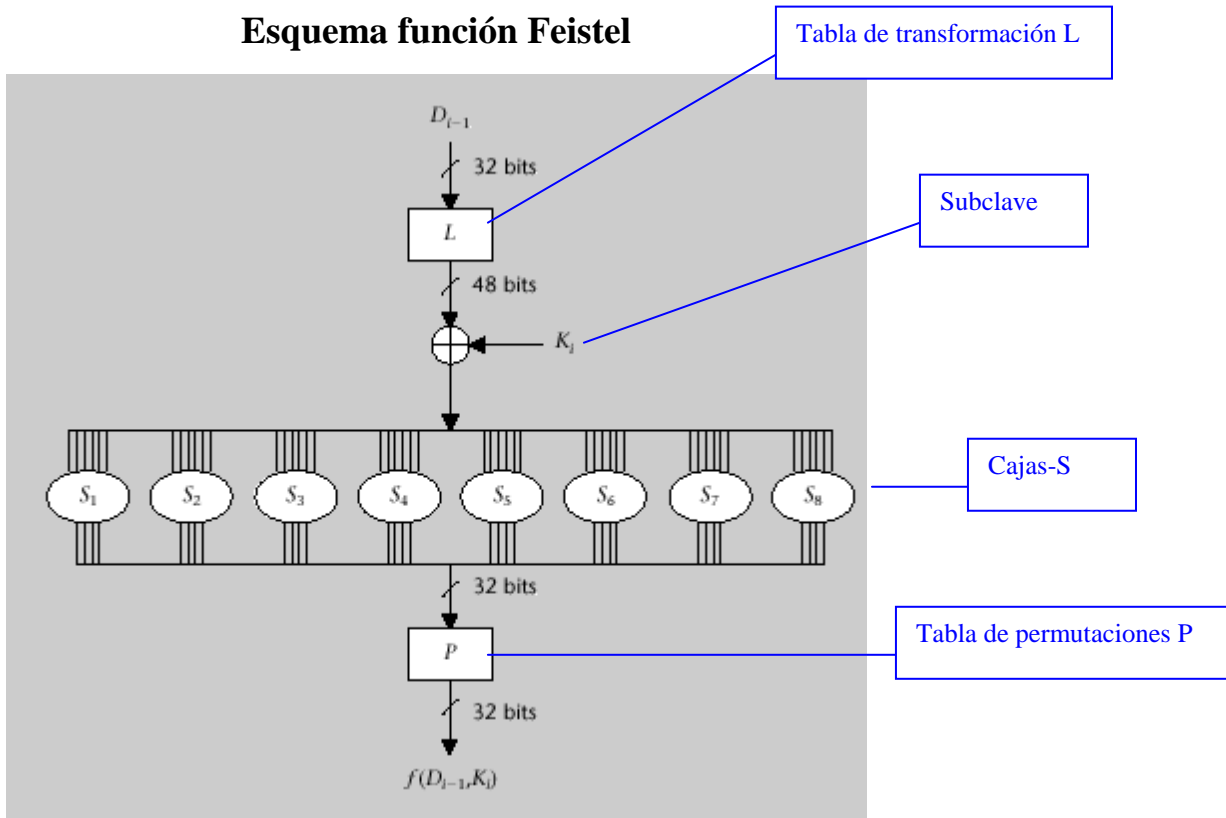 Esquema función Feistel
Tabla de transformación L
D_{i-1}
32 bits
L
Subclave
48 bits
K_i
S_1 S_2 S_3 S_4 S_5 S_6 S_7 S_8
Cajas-S
32 bits
P
Tabla de permutaciones P
32 bits
f(D_{i-1},K_i)